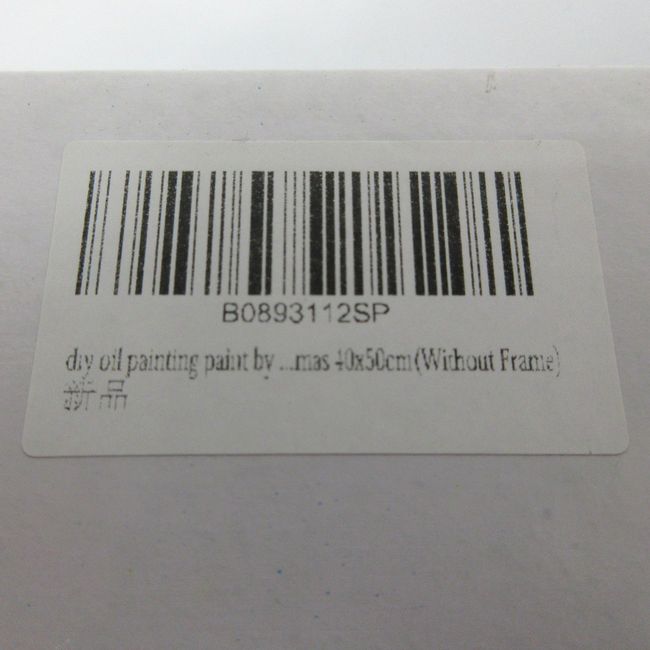 B0893112SP
diy oil painting paint by ...mas 40x50cm(Without Frame)
新品